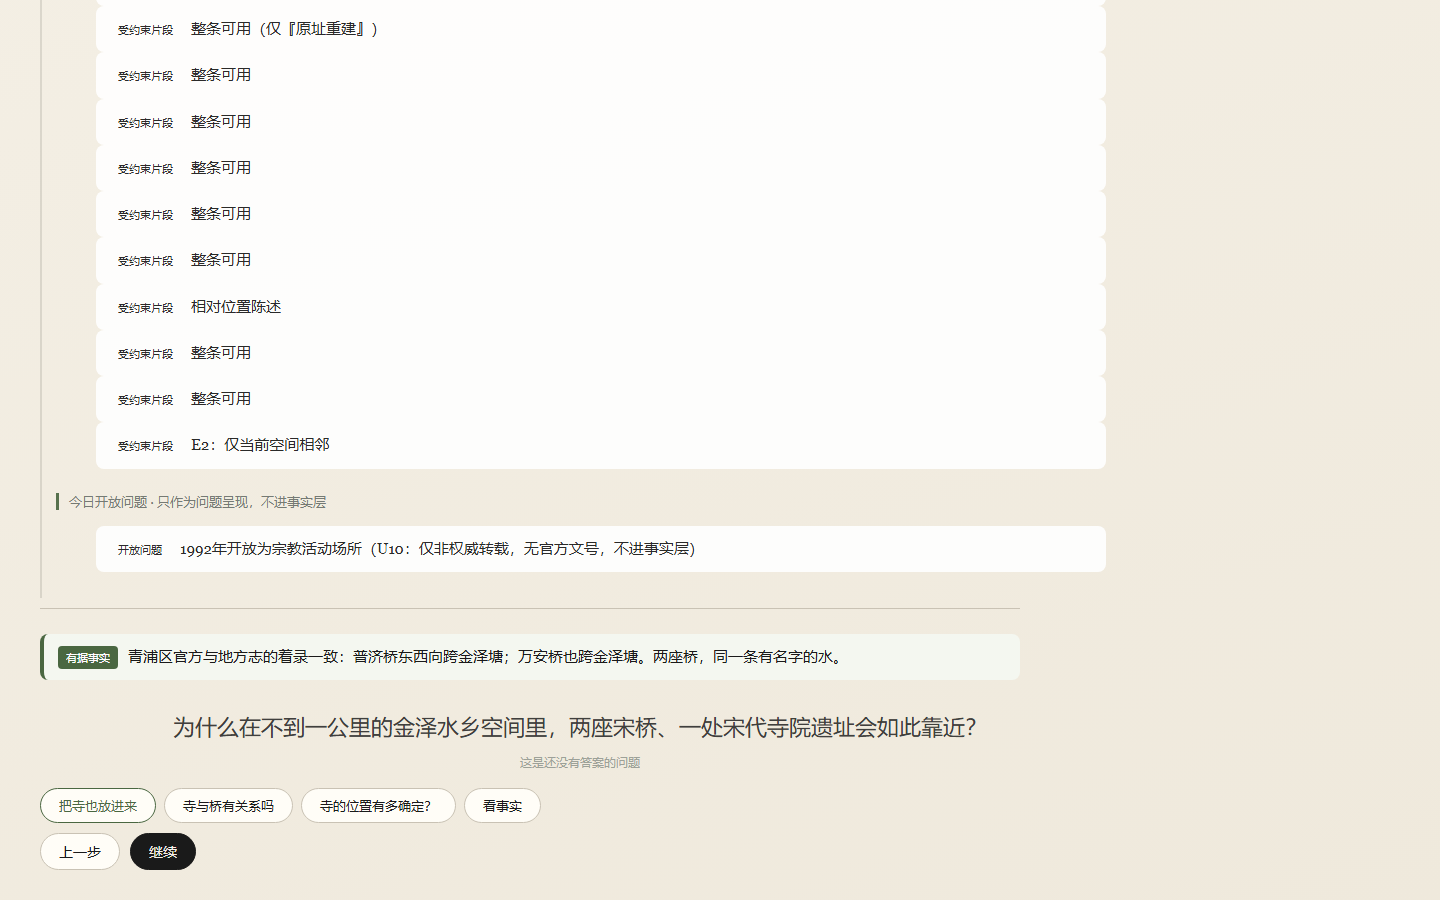 受约束片段 整条可用（仅『原址重建』）
受约束片段 整条可用
受约束片段 整条可用
受约束片段 整条可用
受约束片段 整条可用
受约束片段 整条可用
受约束片段 相对位置陈述
受约束片段 整条可用
受约束片段 整条可用
受约束片段 E2：仅当前空间相邻
今日开放问题 · 只作为问题呈现，不进事实层
开放问题 1992年开放为宗教活动场所（U10：仅非权威转载，无官方文号，不进事实层）
有据事实 青浦区官方与地方志的着录一致：普济桥东西向跨金泽塘；万安桥也跨金泽塘。两座桥，同一条有名字的水。
为什么在不到一公里的金泽水乡空间里，两座宋桥、一处宋代寺院遗址会如此靠近？
这是还没有答案的问题
把寺也放进来 寺与桥有关系吗 寺的位置有多确定？ 看事实
上一步 继续